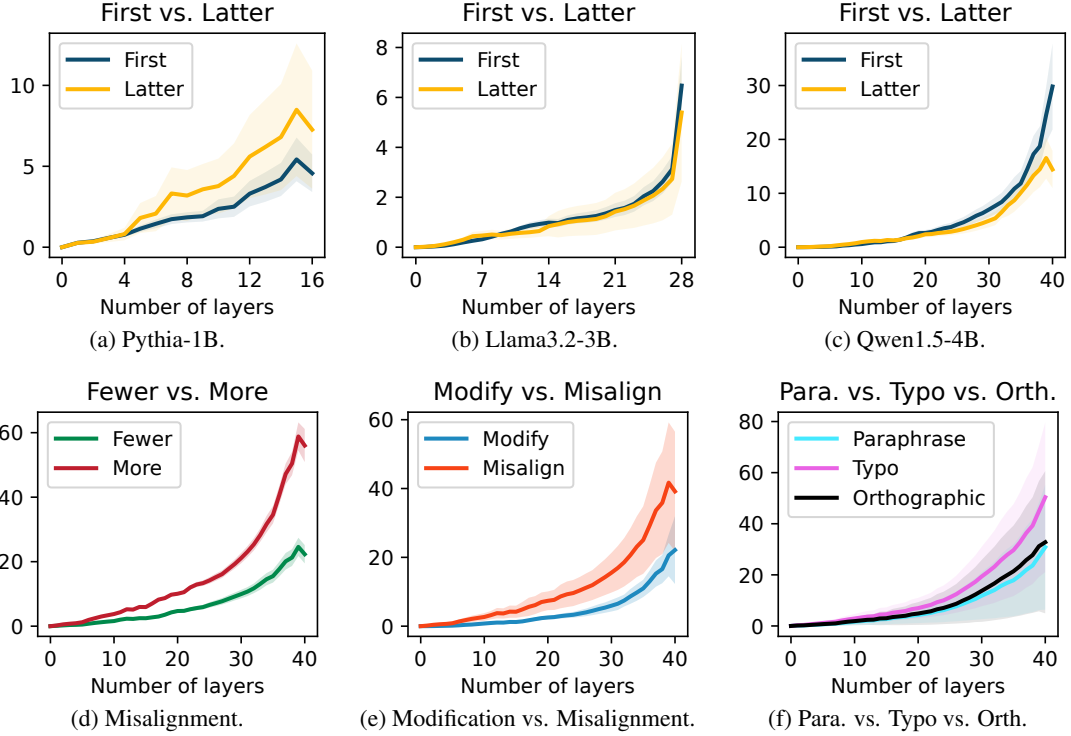 First vs. Latter
First
Latter
10
5
0
0 4 8 12 16
Number of layers
(a) Pythia-1B.
First vs. Latter
First
Latter
8
6
4
2
0
0 7 14 21 28
Number of layers
(b) Llama3.2-3B.
First vs. Latter
First
Latter
30
20
10
0
0 10 20 30 40
Number of layers
(c) Qwen1.5-4B.
Fewer vs. More
Fewer
More
60
40
20
0
0 10 20 30 40
Number of layers
(d) Misalignment.
Modify vs. Misalign
Modify
Misalign
60
40
20
0
0 10 20 30 40
Number of layers
(e) Modification vs. Misalignment.
Para. vs. Typo vs. Orth.
Paraphrase
Typo
Orthographic
80
60
40
20
0
0 10 20 30 40
Number of layers
(f) Para. vs. Typo vs. Orth.